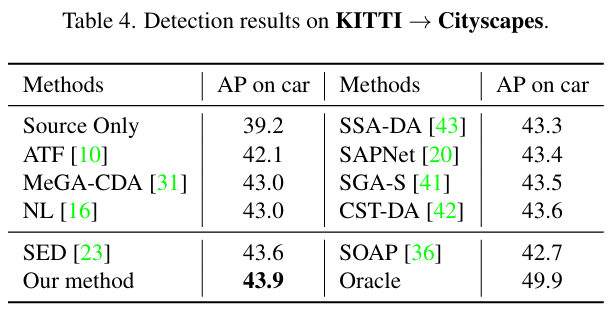 Table 4. Detection results on KITTI → Cityscapes.
Methods AP on car Methods AP on car
Source Only 39.2 SSA-DA [43] 43.3
ATF [10] 42.1 SAPNet [20] 43.4
MeGA-CDA [31] 43.0 SGA-S [41] 43.5
NL [16] 43.0 CST-DA [42] 43.6
SED [23] 43.6 SOAP [36] 42.7
Our method 43.9 Oracle 49.9